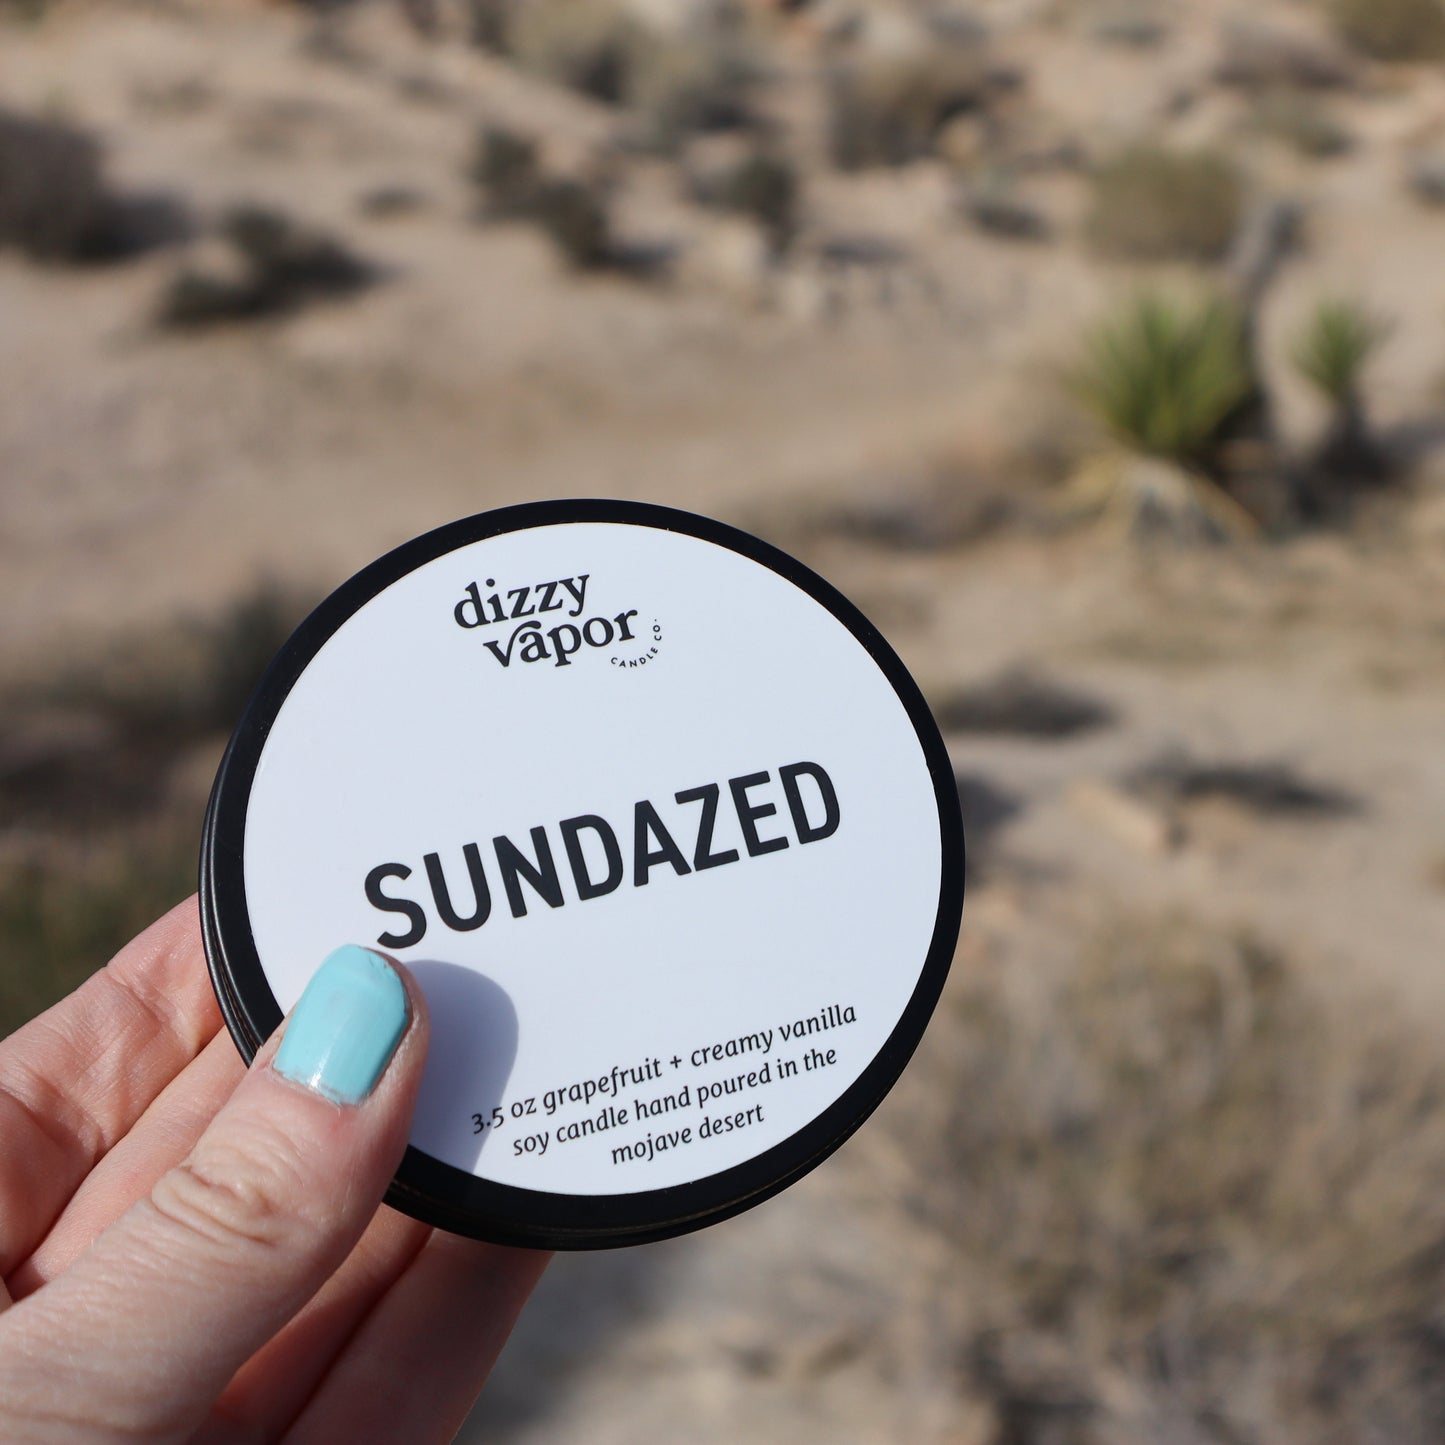 dizzy
vapor
CANDLE CO.
SUNDAZED
3.5 oz grapefruit + creamy vanilla
soy candle hand poured in the
mojave desert